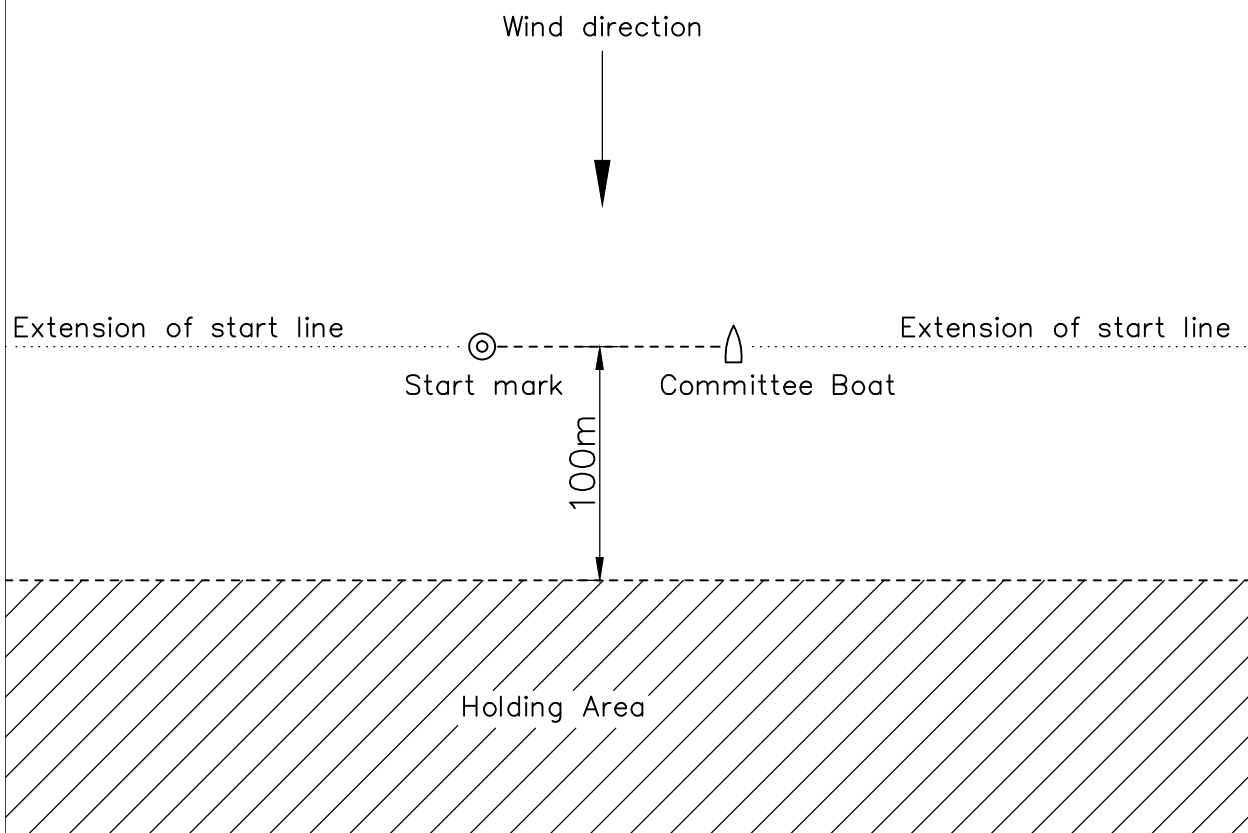 Wind direction
Extension of start line
Extension of start line
Start mark
Committee Boat
100m
Holding Area